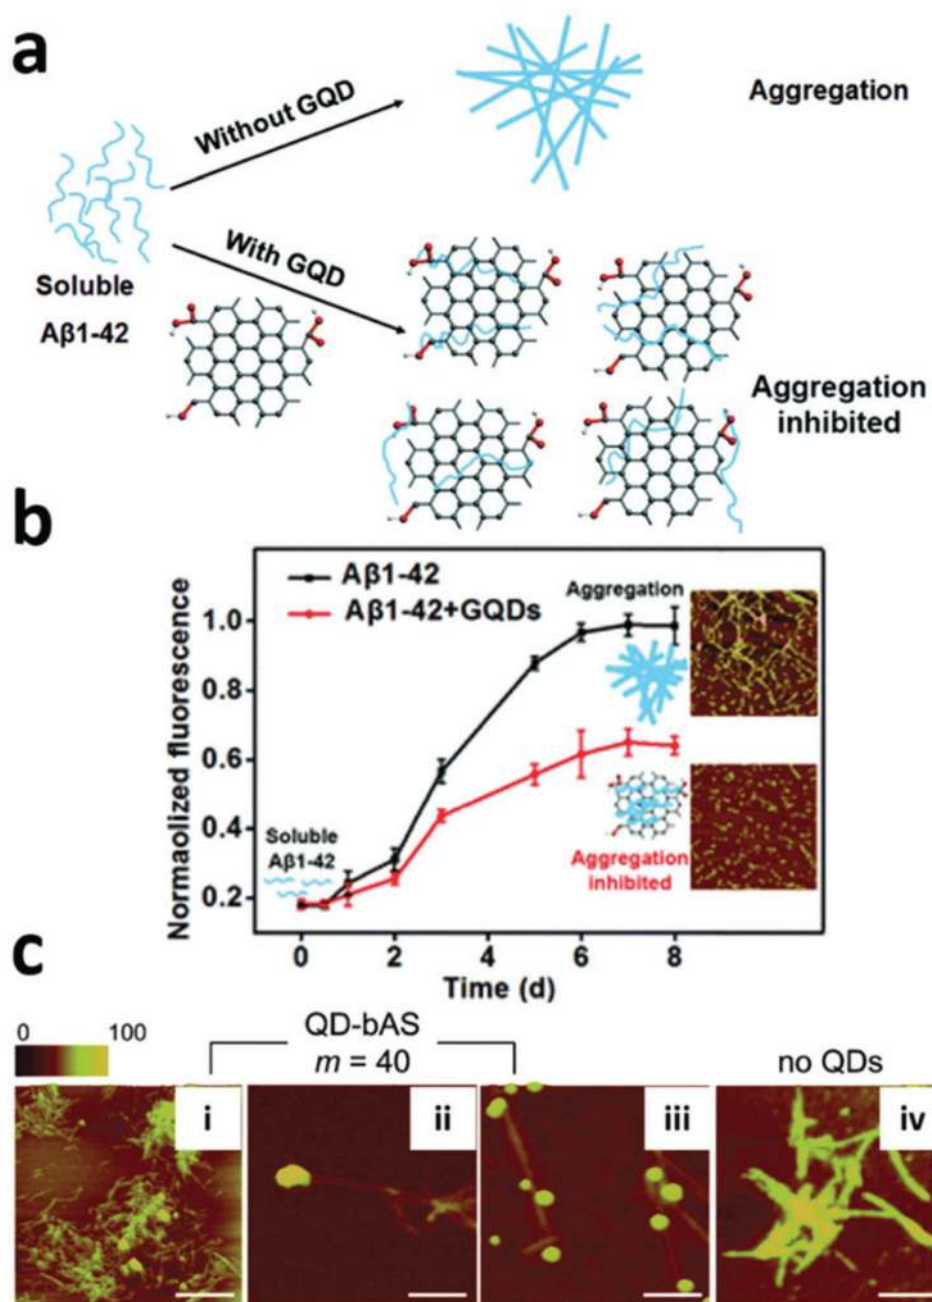 a
Without GQD
Aggregation
With GQD
Soluble
Aβ1-42
Aggregation
inhibited
b
Aβ1-42
Aβ1-42+GQDs
Aggregation
Normaolized fluorescence
1.0
0.8
0.6
0.4
0.2
Soluble
Aβ1-42
Aggregation
inhibited
0 2 4 6 8
Time (d)
c
0 100
QD-bAS
m = 40
no QDs
i ii iii iv